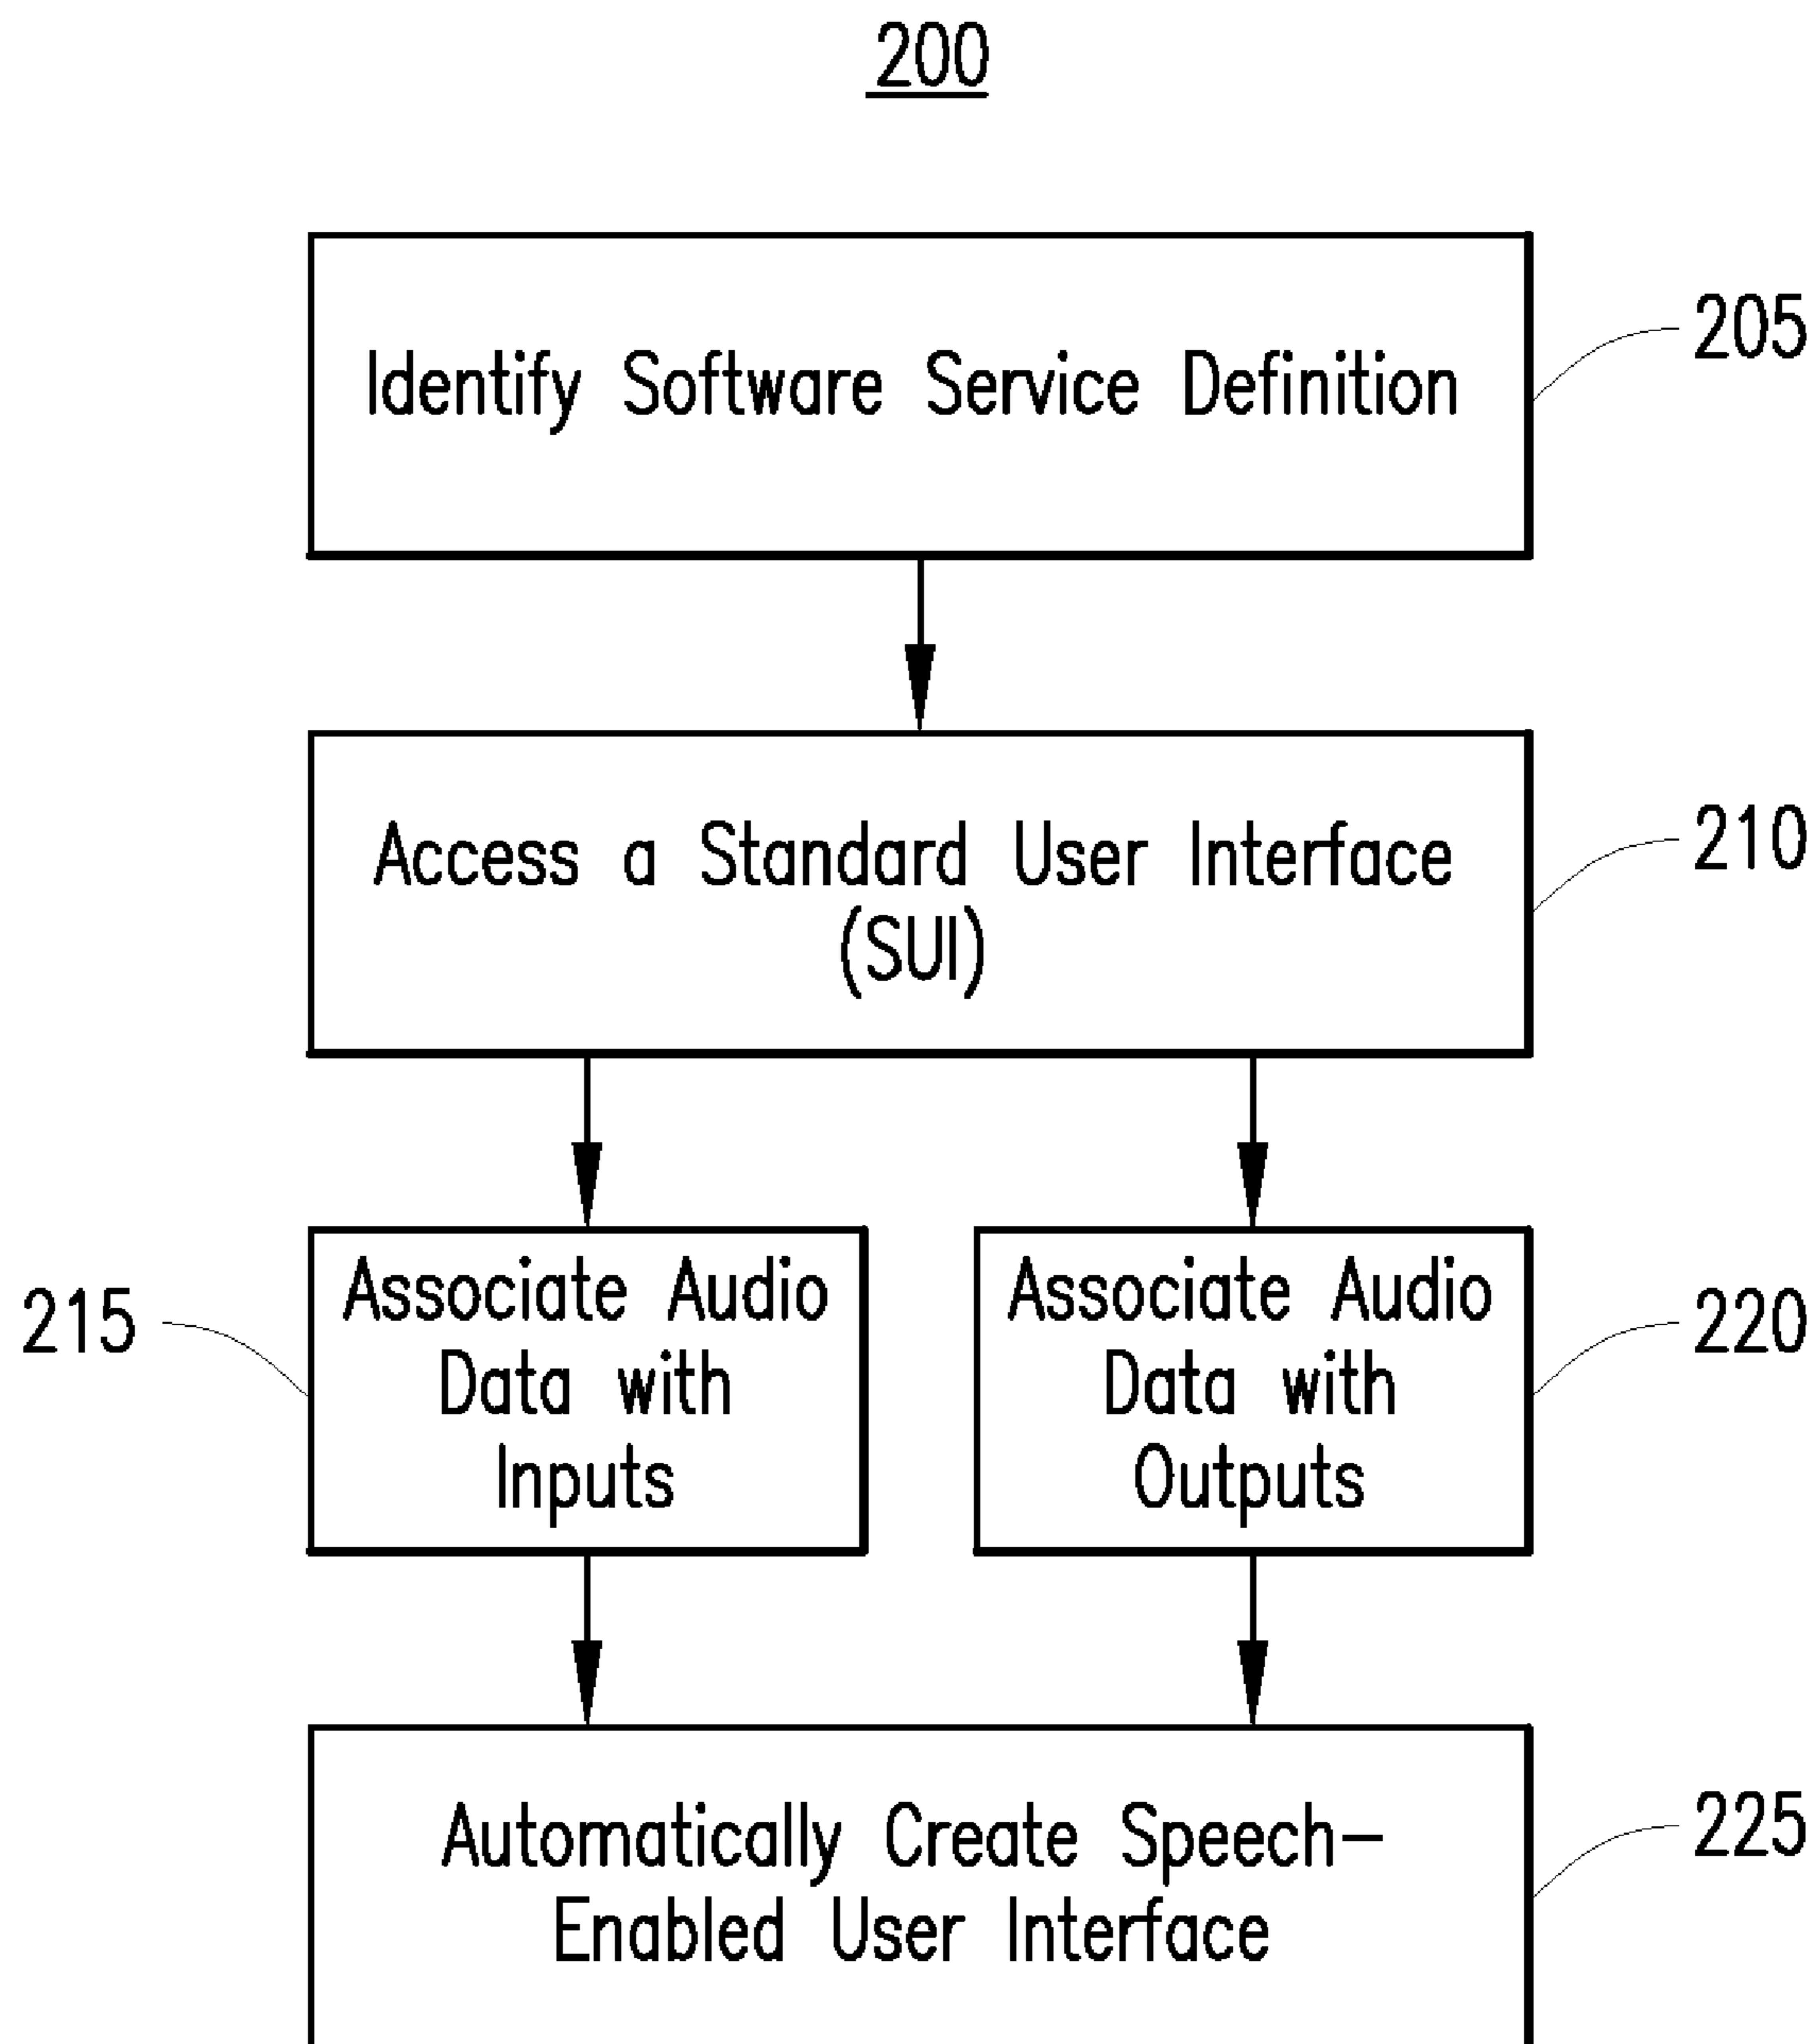 200
Identify Software Service Definition
205
Access a Standard User Interface
(SUI)
210
215
Associate Audio
Data with
Inputs
Associate Audio
Data with
Outputs
220
Automatically Create Speech–
Enabled User Interface
225